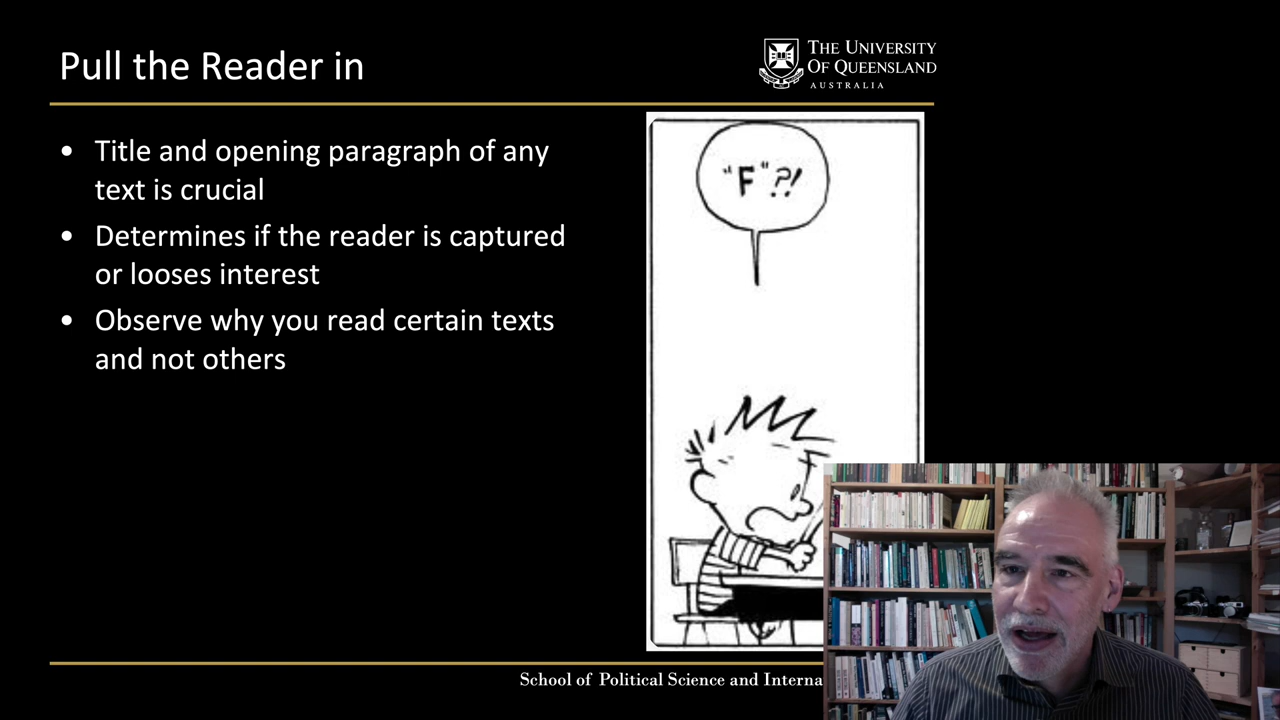 Pull the Reader in
THE UNIVERSITY
OF QUEENSLAND
AUSTRALIA
• Title and opening paragraph of any
text is crucial
• Determines if the reader is captured
or looses interest
• Observe why you read certain texts
and not others
"F"?!
School of Political Science and Interna